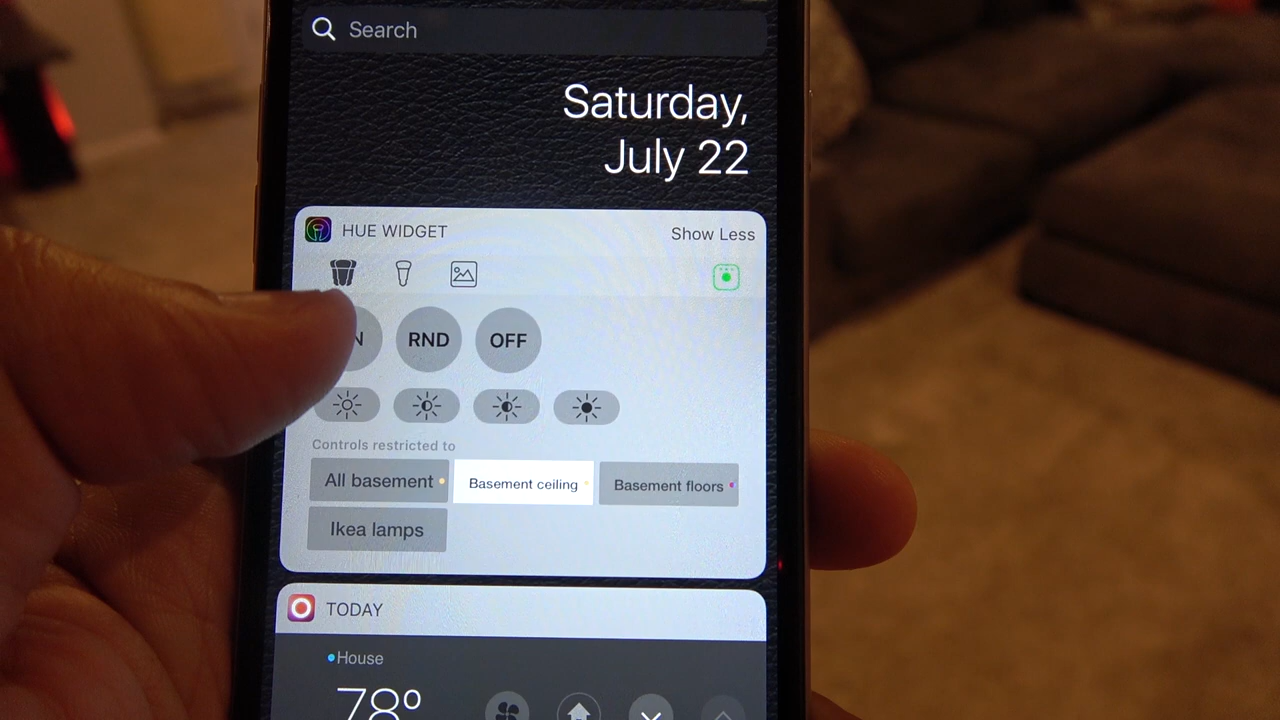 Search
Saturday,
July 22
HUE WIDGET Show Less
RND OFF
Controls restricted to
All basement Basement ceiling Basement floors
Ikea lamps
TODAY
House
78°